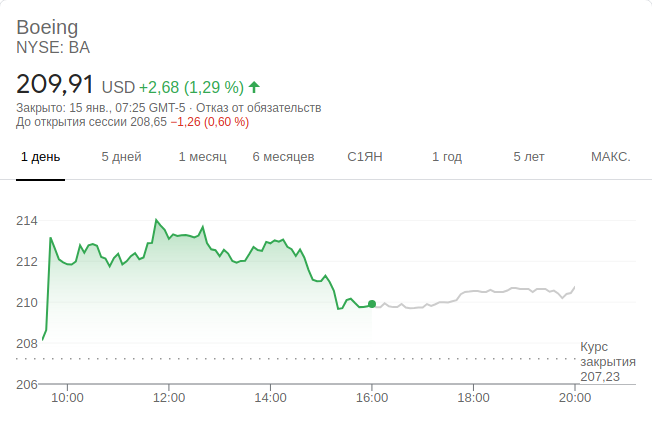 Boeing
NYSE: BA
209,91 USD +2,68 (1,29 %)
Закрыто: 15 янв., 07:25 GMT-5 · Отказ от обязательств
До открытия сессии 208,65 −1,26 (0,60 %)
1 день 5 дней 1 месяц 6 месяцев С1ЯН 1 год 5 лет МАКС.
214
212
210
208
Курс
закрытия
207,23
206
10:00 12:00 14:00 16:00 18:00 20:00